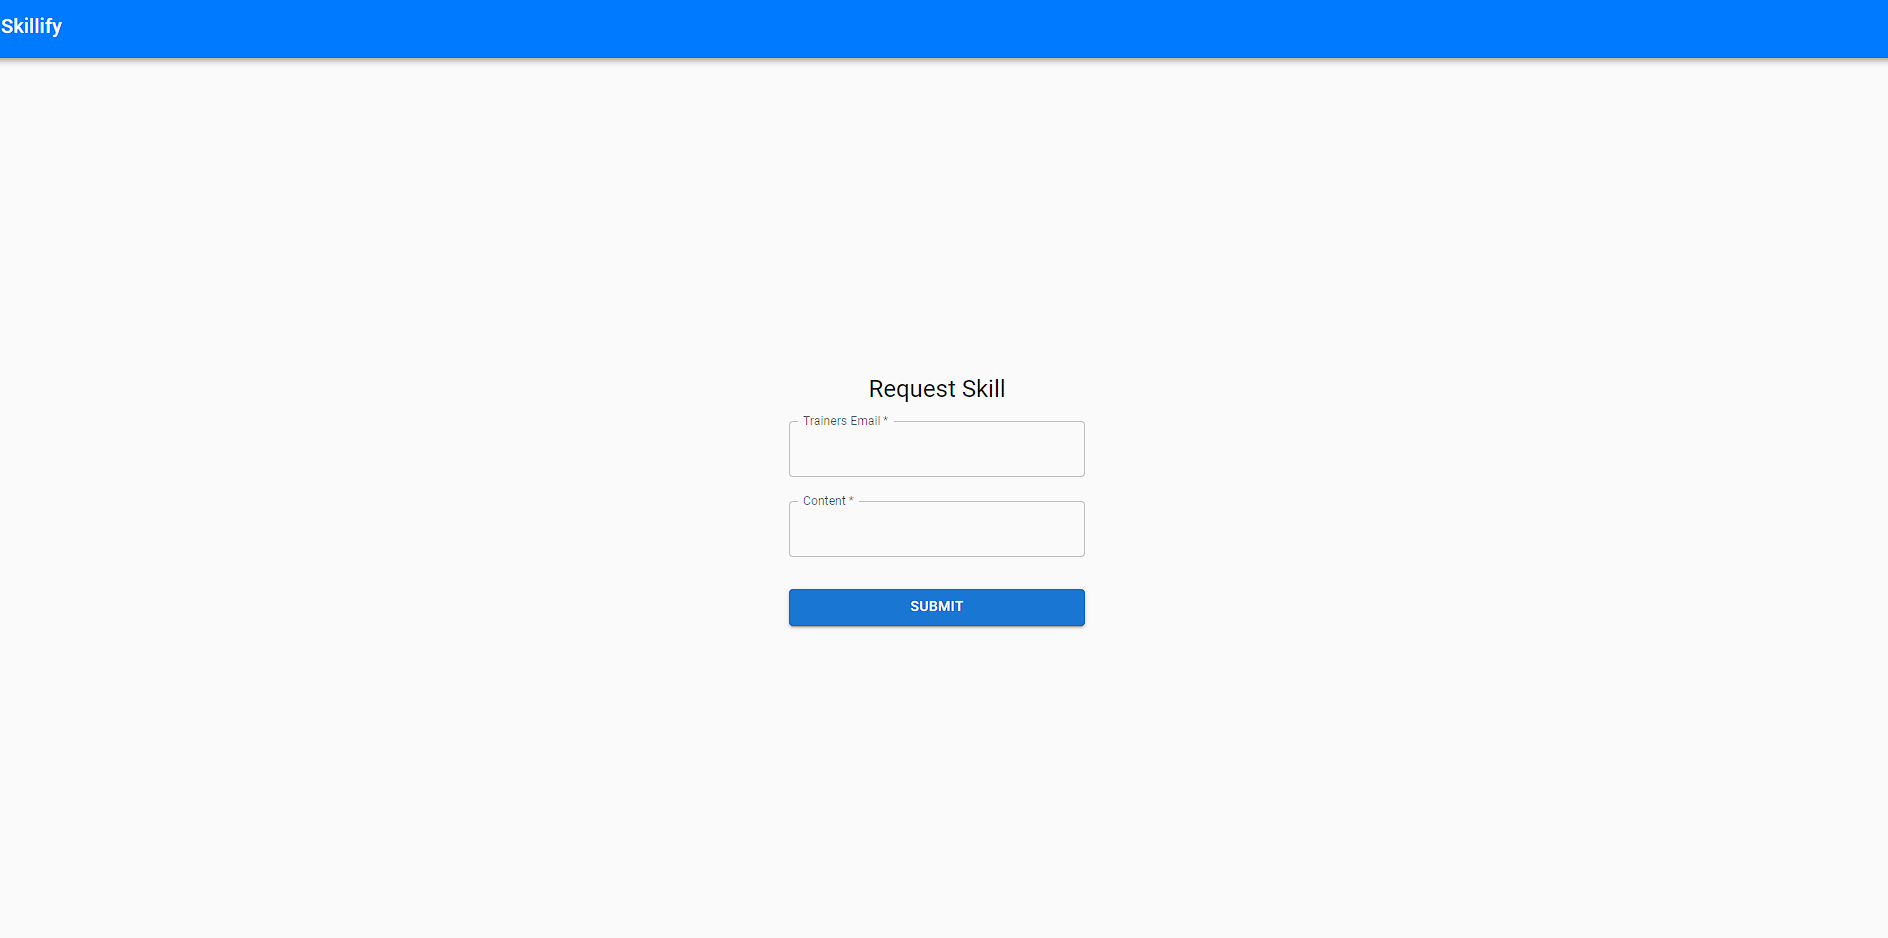 Skillify
Request Skill
Trainers Email *
Content *
SUBMIT